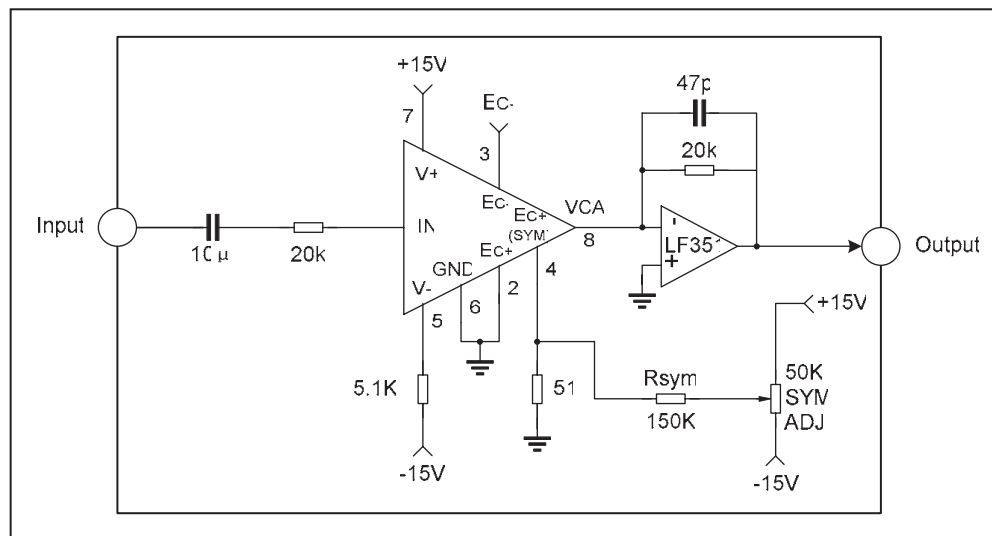 +15V
7
Ec-
3
47p
20k
V+
Ec-
Ec+
(SYM)
VCA
8
Input
10µ
20k
IN
GND
Ec+
V-
5
6
2
4
-
+
LF351
Output
+15V
5.1K
51
Rsym
150K
50K
SYM
ADJ
-15V
-15V